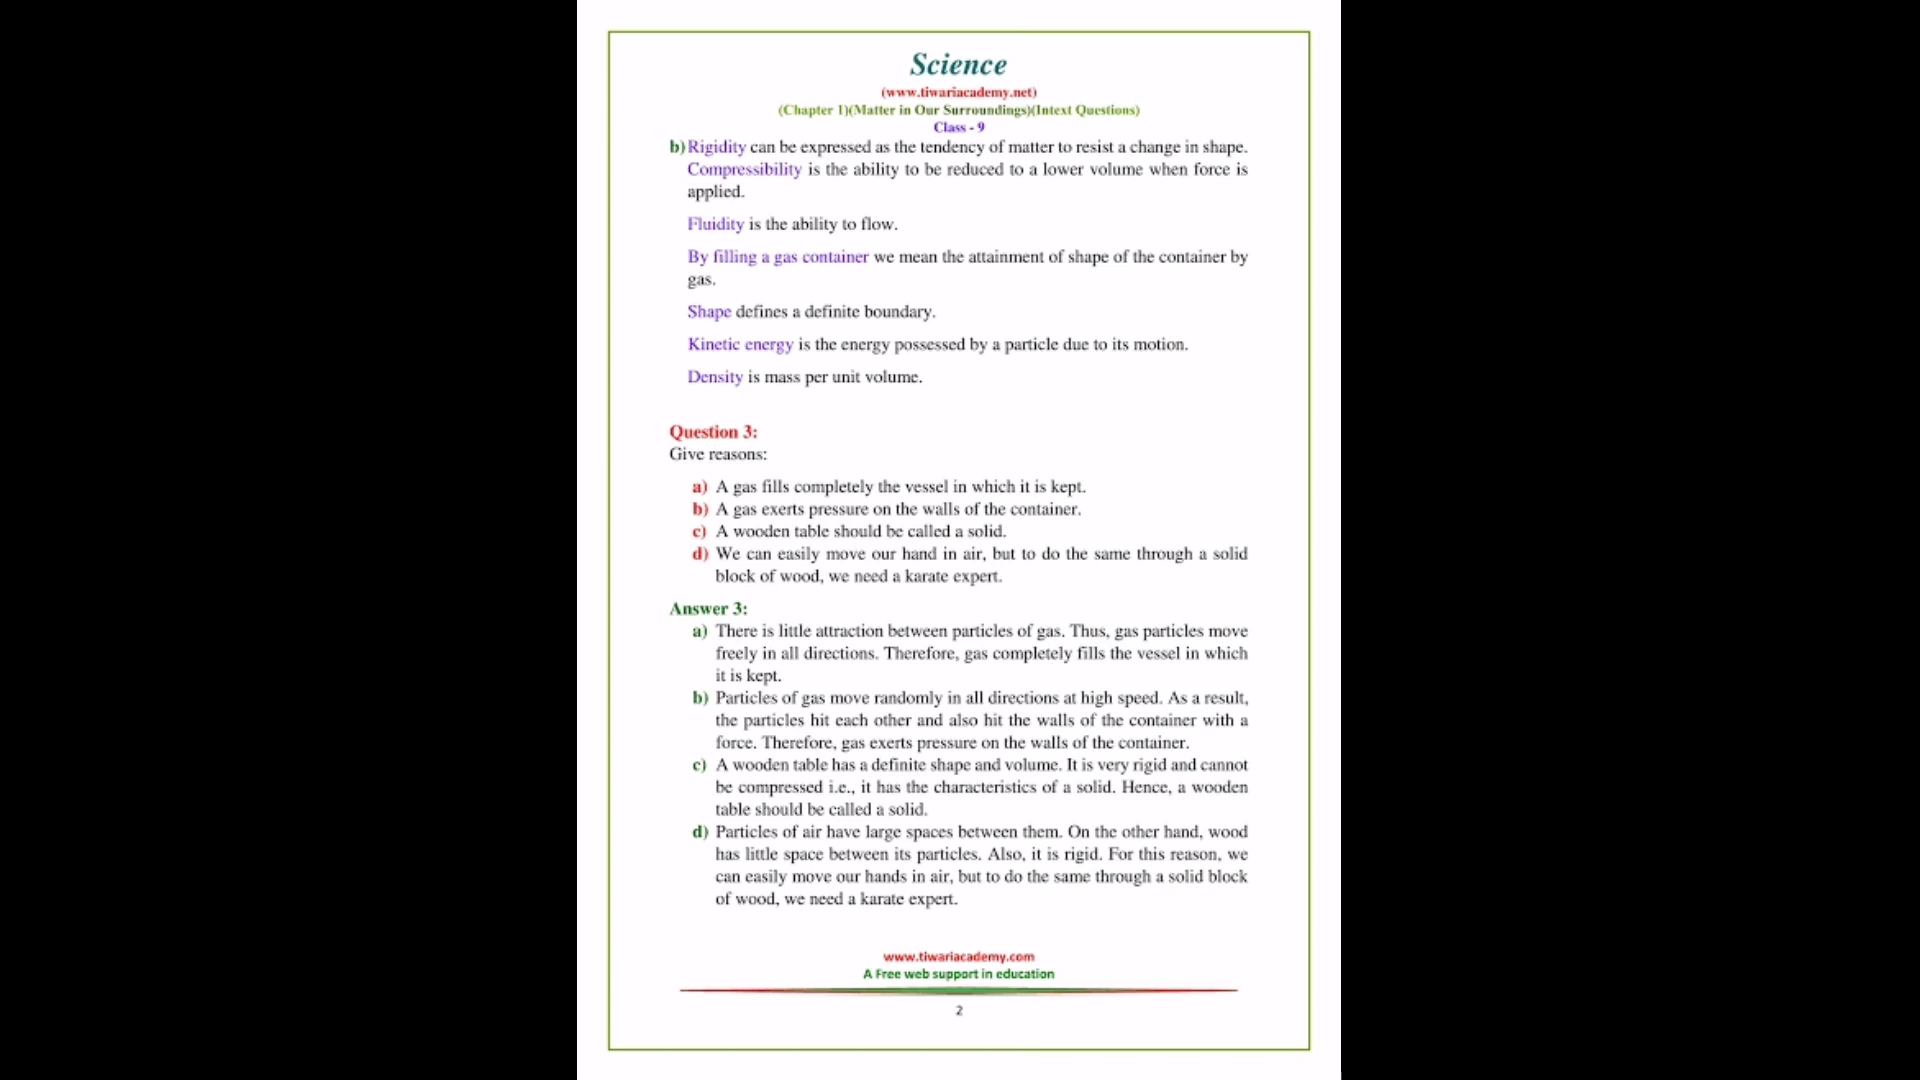 Science
(www.tiwariacademy.net)
(Chapter 1)(Matter in Our Surroundings)(Intext Questions)
Class - 9
b) Rigidity can be expressed as the tendency of matter to resist a change in shape.
Compressibility is the ability to be reduced to a lower volume when force is
applied.
Fluidity is the ability to flow.
By filling a gas container we mean the attainment of shape of the container by
gas.
Shape defines a definite boundary.
Kinetic energy is the energy possessed by a particle due to its motion.
Density is mass per unit volume.
Question 3:
Give reasons:
a) A gas fills completely the vessel in which it is kept.
b) A gas exerts pressure on the walls of the container.
c) A wooden table should be called a solid.
d) We can easily move our hand in air, but to do the same through a solid
block of wood, we need a karate expert.
Answer 3:
a) There is little attraction between particles of gas. Thus, gas particles move
freely in all directions. Therefore, gas completely fills the vessel in which
it is kept.
b) Particles of gas move randomly in all directions at high speed. As a result,
the particles hit each other and also hit the walls of the container with a
force. Therefore, gas exerts pressure on the walls of the container.
c) A wooden table has a definite shape and volume. It is very rigid and cannot
be compressed i.e., it has the characteristics of a solid. Hence, a wooden
table should be called a solid.
d) Particles of air have large spaces between them. On the other hand, wood
has little space between its particles. Also, it is rigid. For this reason, we
can easily move our hands in air, but to do the same through a solid block
of wood, we need a karate expert.
www.tiwariacademy.com
A Free web support in education
2